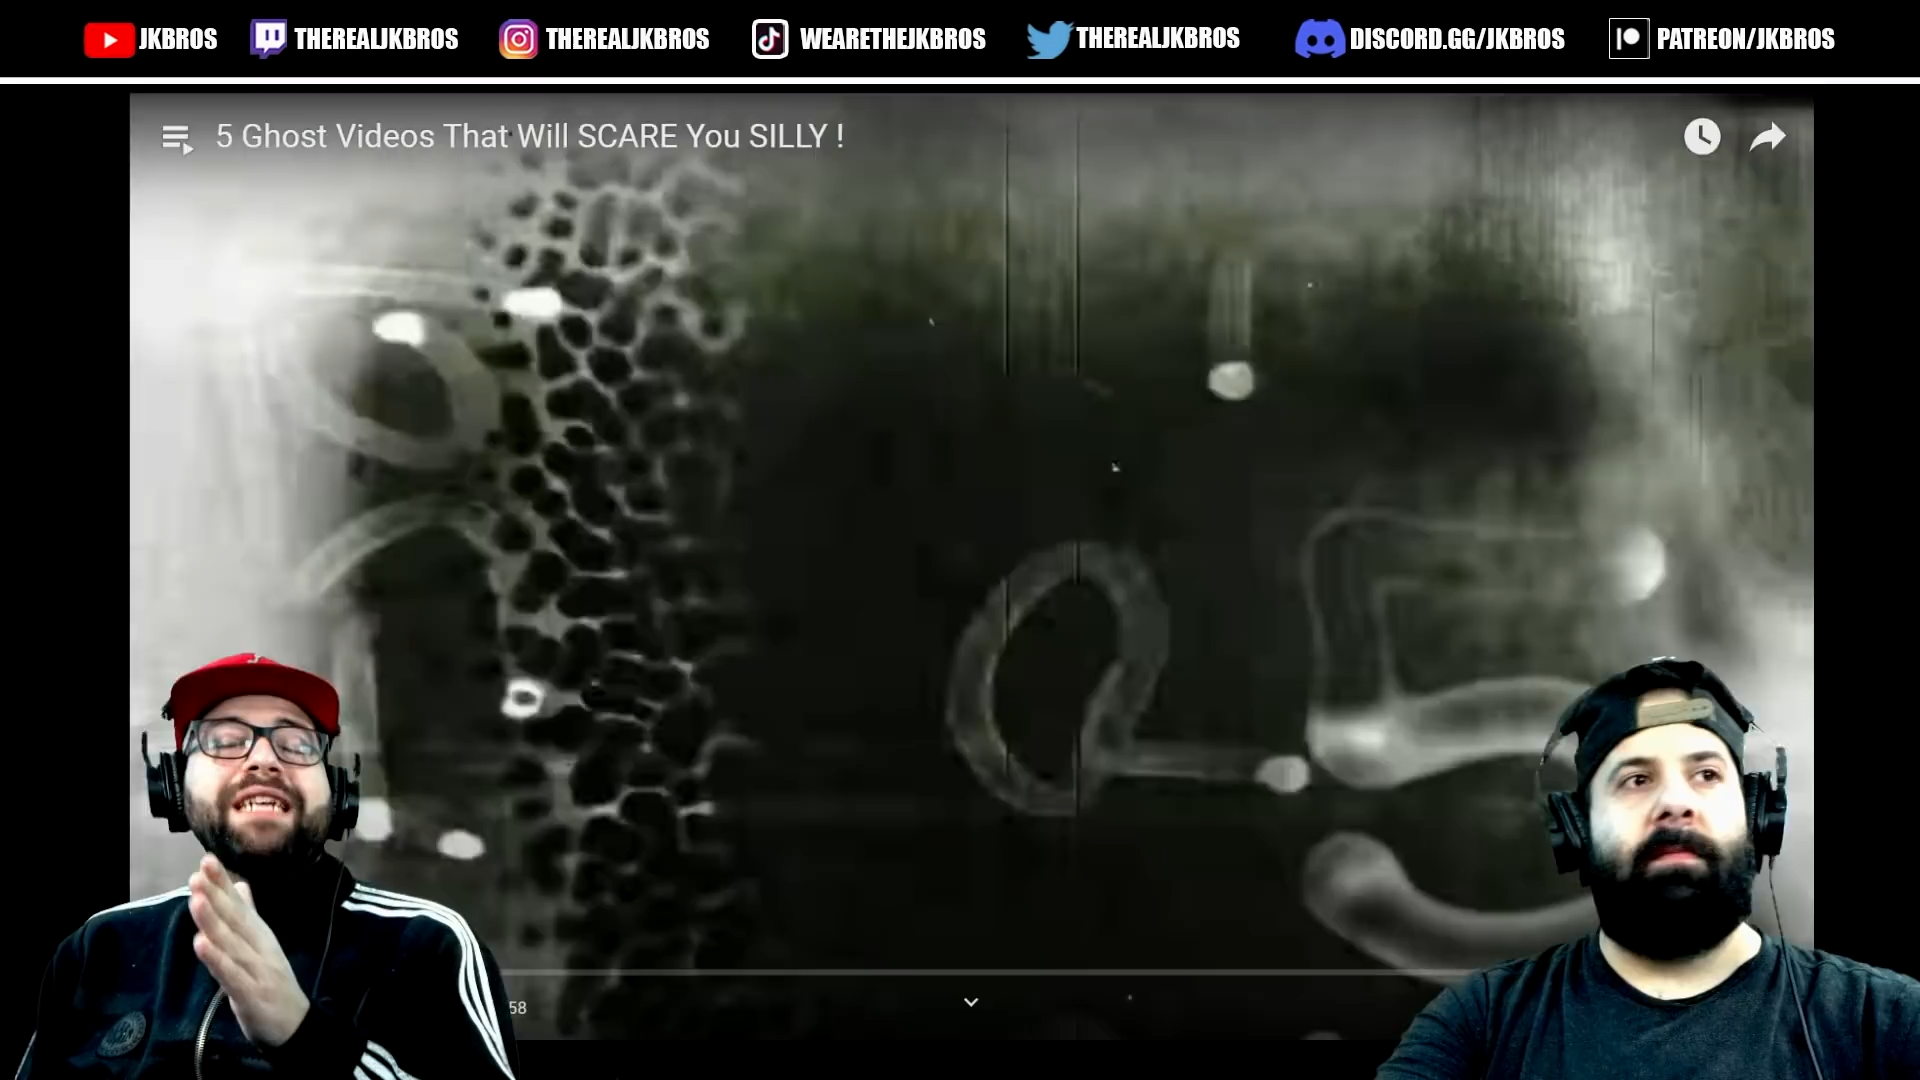 JKBROS THEREALJKBROS THEREALJKBROS WEARETHEJKBROS THEREALJKBROS DISCORD.GG/JKBROS PATREON/JKBROS
5 Ghost Videos That Will SCARE You SILLY !
58